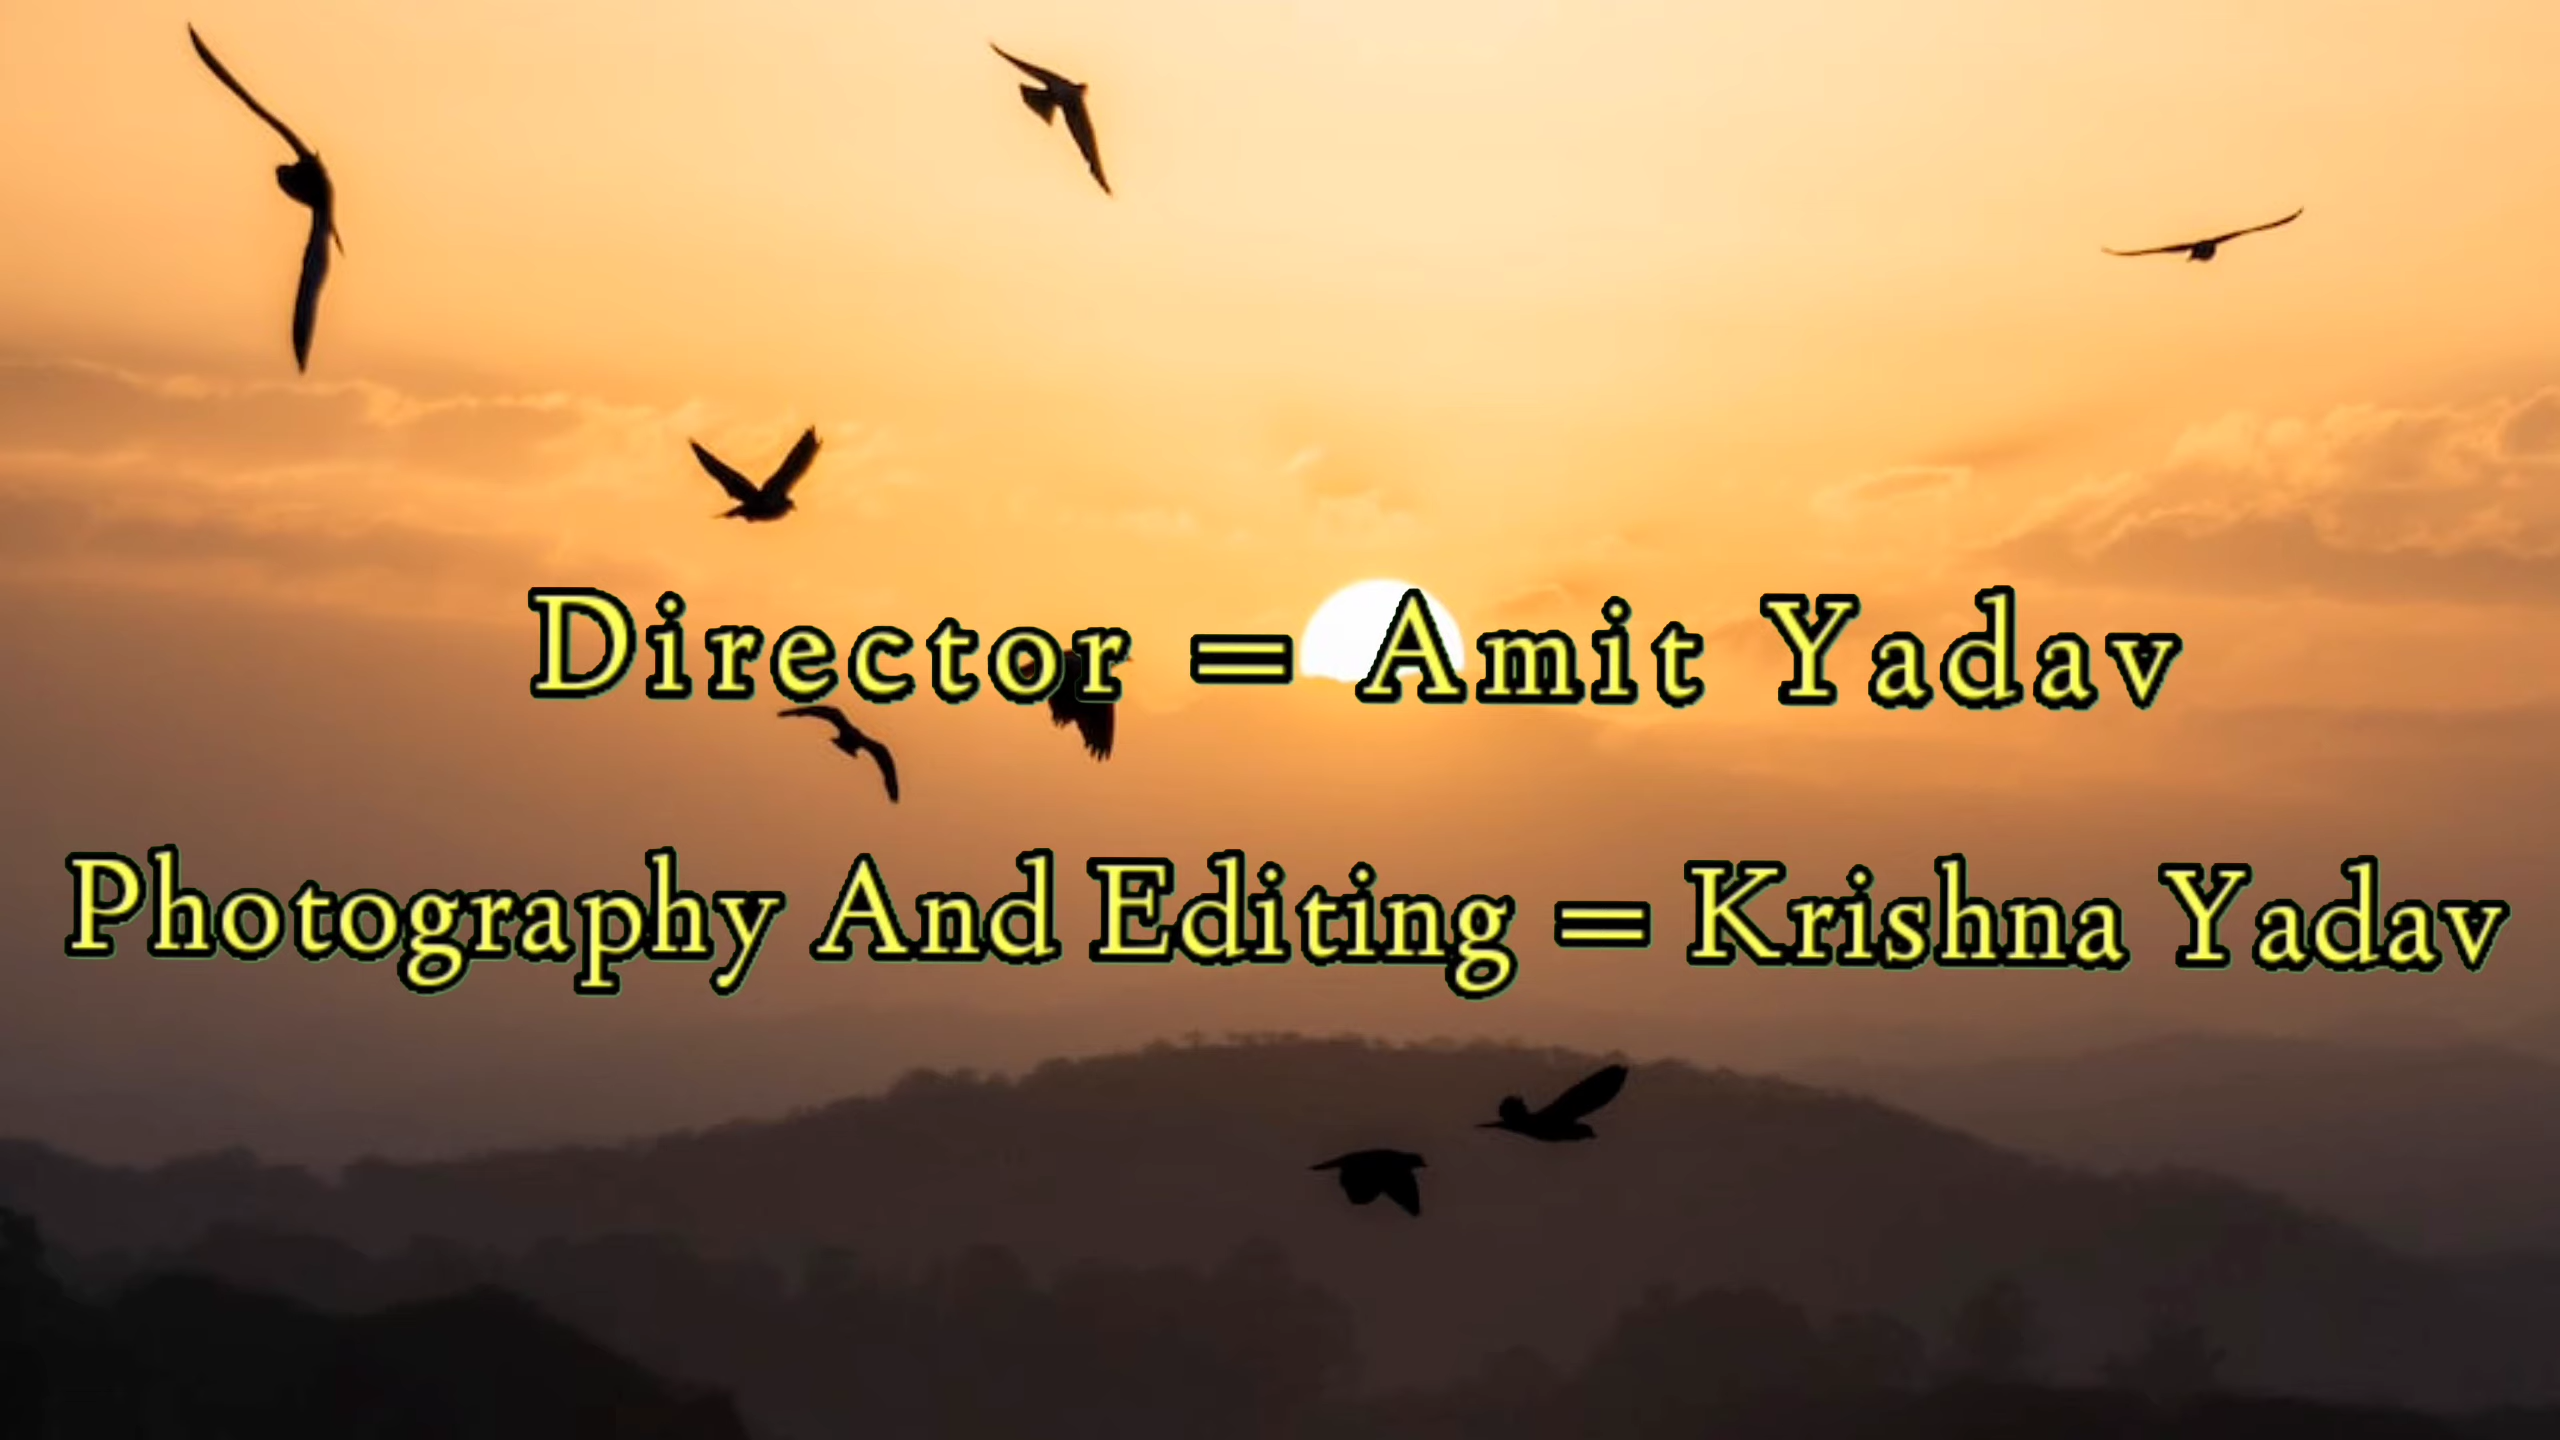 Director = Amit Yadav
Photography And Editing = Krishna Yadav